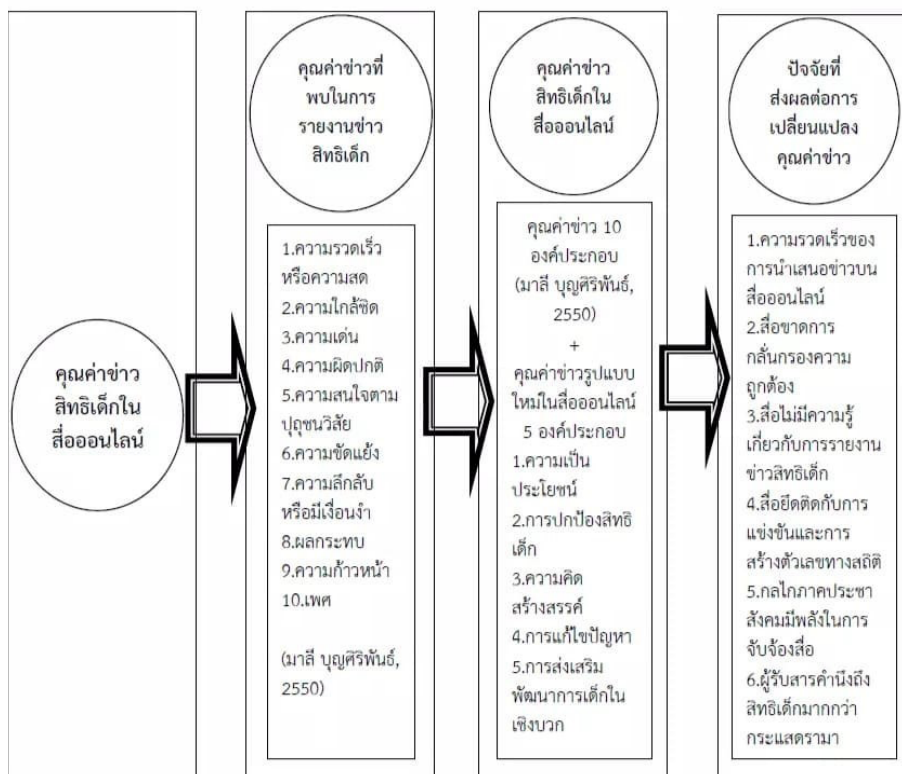 คุณค่าข่าว
สิทธิเด็กใน
สื่อออนไลน์
คุณค่าข่าวที่
พบในการ
รายงานข่าว
สิทธิเด็ก
1.ความรวดเร็ว
หรือความสด
2.ความใกล้ชิด
3.ความเด่น
4.ความผิดปกติ
5.ความสนใจตาม
ปุถุชนวิสัย
6.ความขัดแย้ง
7.ความลึกลับ
หรือมีเงื่อนงำ
8.ผลกระทบ
9.ความก้าวหน้า
10.เพศ
(มาลี บุญศิริพันธ์,
2550)
คุณค่าข่าว
สิทธิเด็กใน
สื่อออนไลน์
คุณค่าข่าว 10
องค์ประกอบ
(มาลี บุญศิริพันธ์,
2550)
+
คุณค่าข่าวรูปแบบ
ใหม่ในสื่อออนไลน์
5 องค์ประกอบ
1.ความเป็น
ประโยชน์
2.การปกป้องสิทธิ
เด็ก
3.ความคิด
สร้างสรรค์
4.การแก้ไขปัญหา
5.การส่งเสริม
พัฒนาการเด็กใน
เชิงบวก
ปัจจัยที่
ส่งผลต่อการ
เปลี่ยนแปลง
คุณค่าข่าว
1.ความรวดเร็วของ
การนำเสนอข่าวบน
สื่อออนไลน์
2.สื่อขาดการ
กลั่นกรองความ
ถูกต้อง
3.สื่อไม่มีความรู้
เกี่ยวกับการรายงาน
ข่าวสิทธิเด็ก
4.สื่อยึดติดกับการ
แข่งขันและการ
สร้างตัวเลขทางสถิติ
5.กลไกภาคประชา
สังคมมีพลังในการ
จับจ้องสื่อ
6.ผู้รับสารคำนึงถึง
สิทธิเด็กมากกว่า
กระแสดรามา